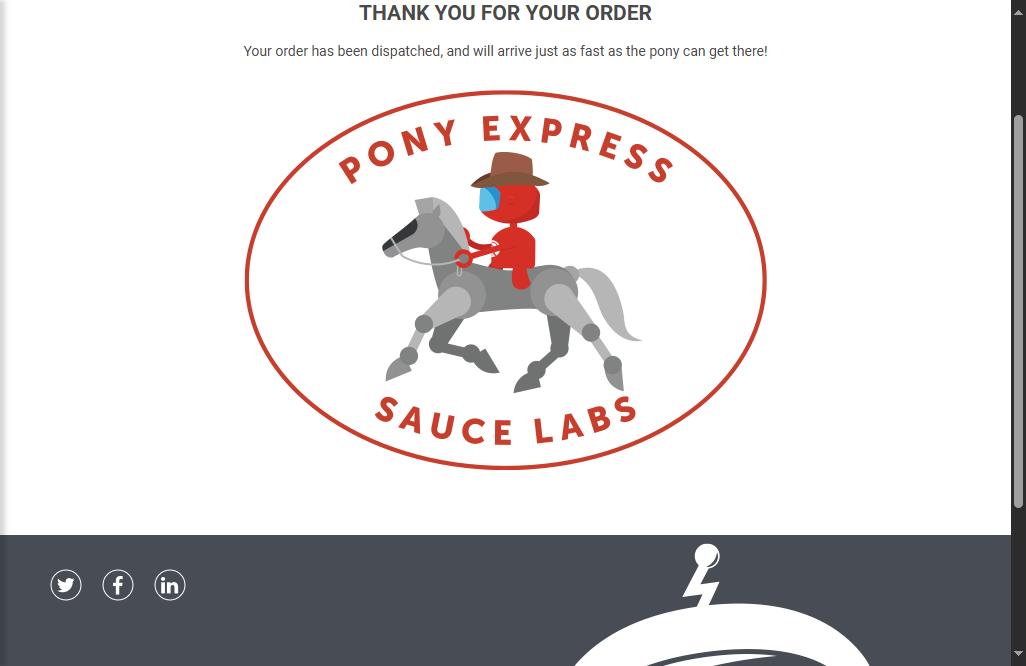 THANK YOU FOR YOUR ORDER
Your order has been dispatched, and will arrive just as fast as the pony can get there!
PONY EXPRESS
SAUCE LABS